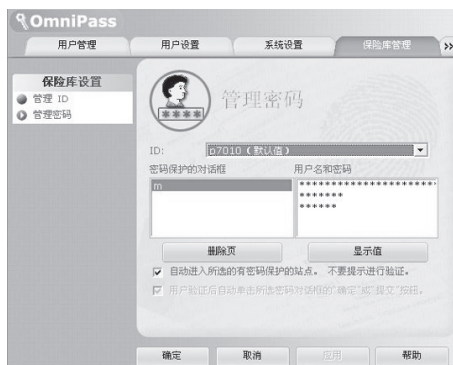 OmniPass
用户管理 用户设置 系统设置 保险库管理 >>
保险库设置
管理 ID
管理密码
****
管理密码
ID: p7010（默认值）
密码保护的对话框 用户名和密码
m
***********************
*******
******
删除页 显示值
自动进入所选的有密码保护的站点。 不要提示进行验证。
用户验证后自动单击所选密码对话框的"确定"或"提交"按钮。
确定 取消 应用 帮助